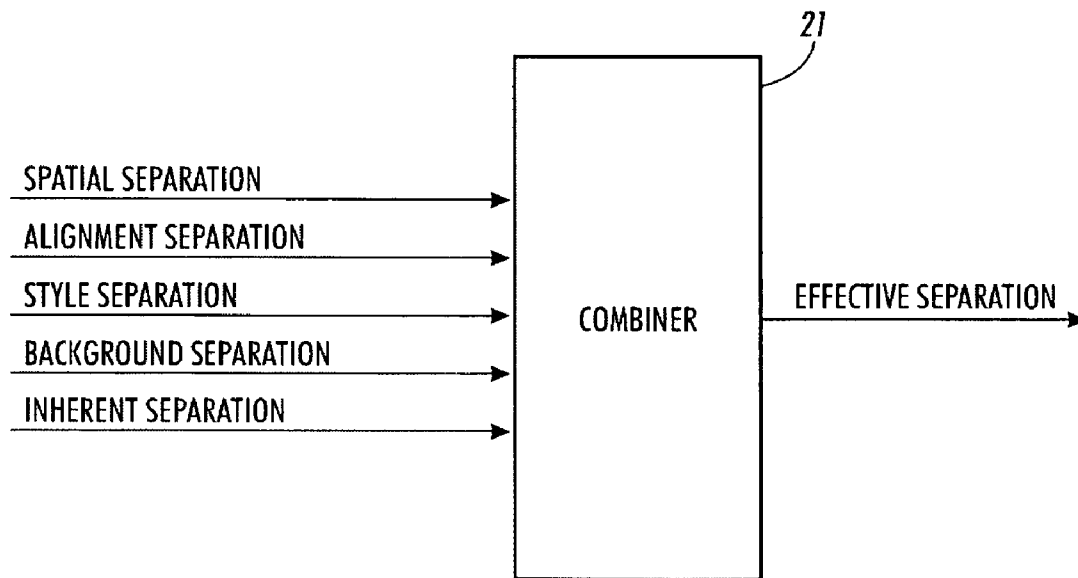 21
SPATIAL SEPARATION
ALIGNMENT SEPARATION
STYLE SEPARATION
BACKGROUND SEPARATION
INHERENT SEPARATION
COMBINER
EFFECTIVE SEPARATION